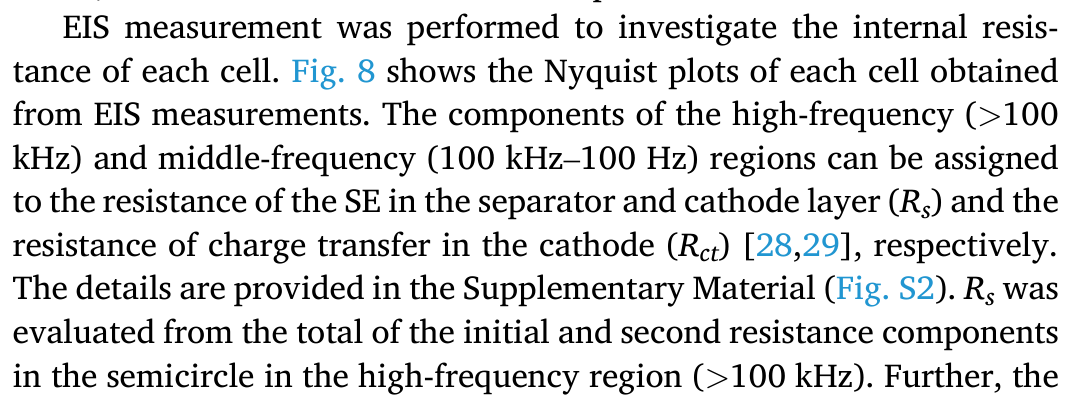 EIS measurement was performed to investigate the internal resis-
tance of each cell. Fig. 8 shows the Nyquist plots of each cell obtained
from EIS measurements. The components of the high-frequency (>100
kHz) and middle-frequency (100 kHz–100 Hz) regions can be assigned
to the resistance of the SE in the separator and cathode layer (Rs) and the
resistance of charge transfer in the cathode (Rct) [28,29], respectively.
The details are provided in the Supplementary Material (Fig. S2). Rs was
evaluated from the total of the initial and second resistance components
in the semicircle in the high-frequency region (>100 kHz). Further, the